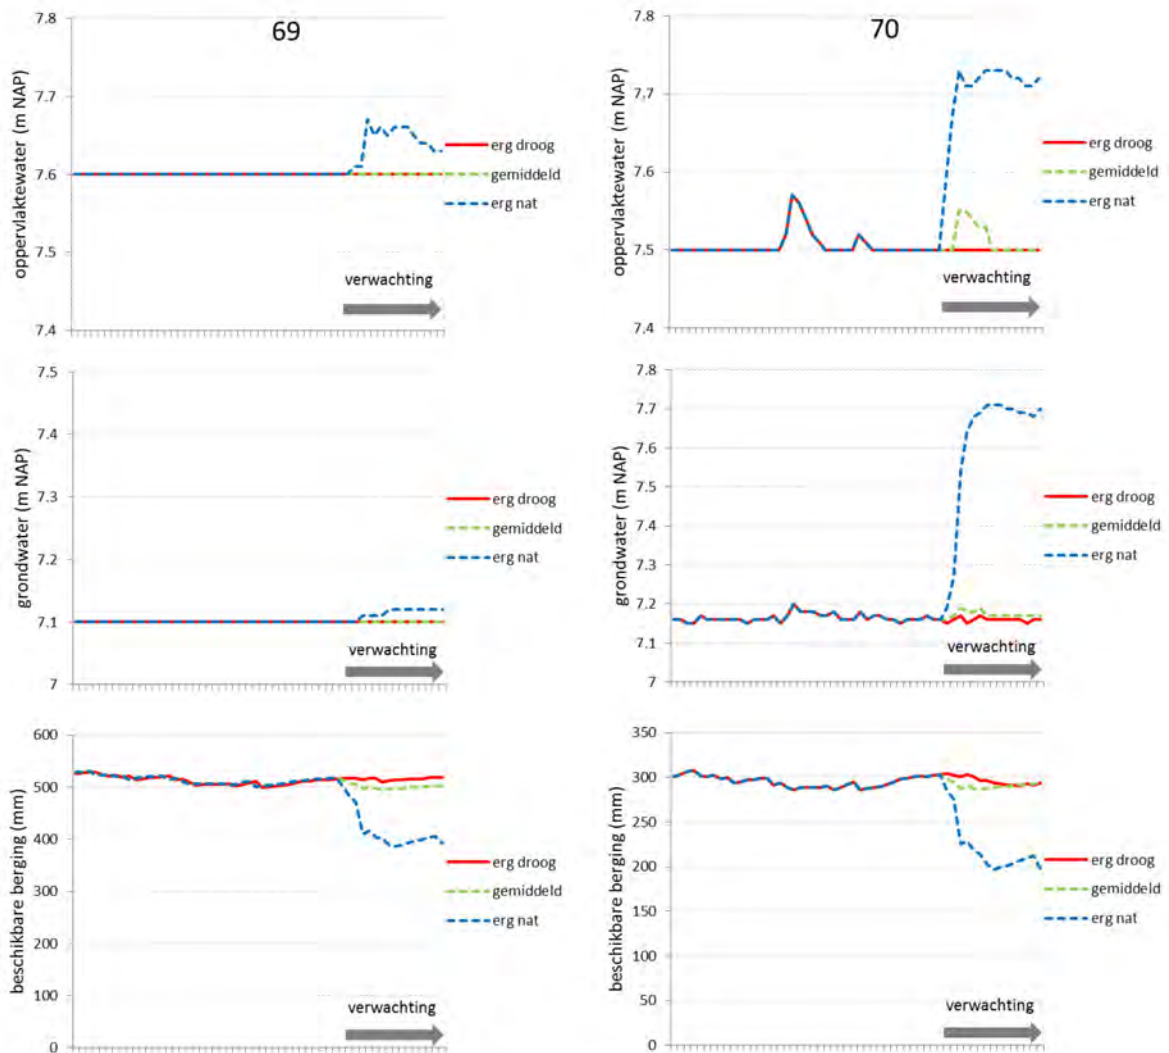 69
oppervlaktewater (m NAP)
7.8
7.7
7.6
7.5
7.4
erg droog
gemiddeld
erg nat
verwachting
70
oppervlaktewater (m NAP)
7.8
7.7
7.6
7.5
7.4
erg droog
gemiddeld
erg nat
verwachting
grondwater (m NAP)
7.5
7.4
7.3
7.2
7.1
7
erg droog
gemiddeld
erg nat
verwachting
grondwater (m NAP)
7.8
7.7
7.6
7.5
7.4
7.3
7.2
7.1
7
erg droog
gemiddeld
erg nat
verwachting
beschikbare berging (mm)
600
500
400
300
200
100
0
erg droog
gemiddeld
erg nat
verwachting
beschikbare berging (mm)
350
300
250
200
150
100
50
0
erg droog
gemiddeld
erg nat
verwachting